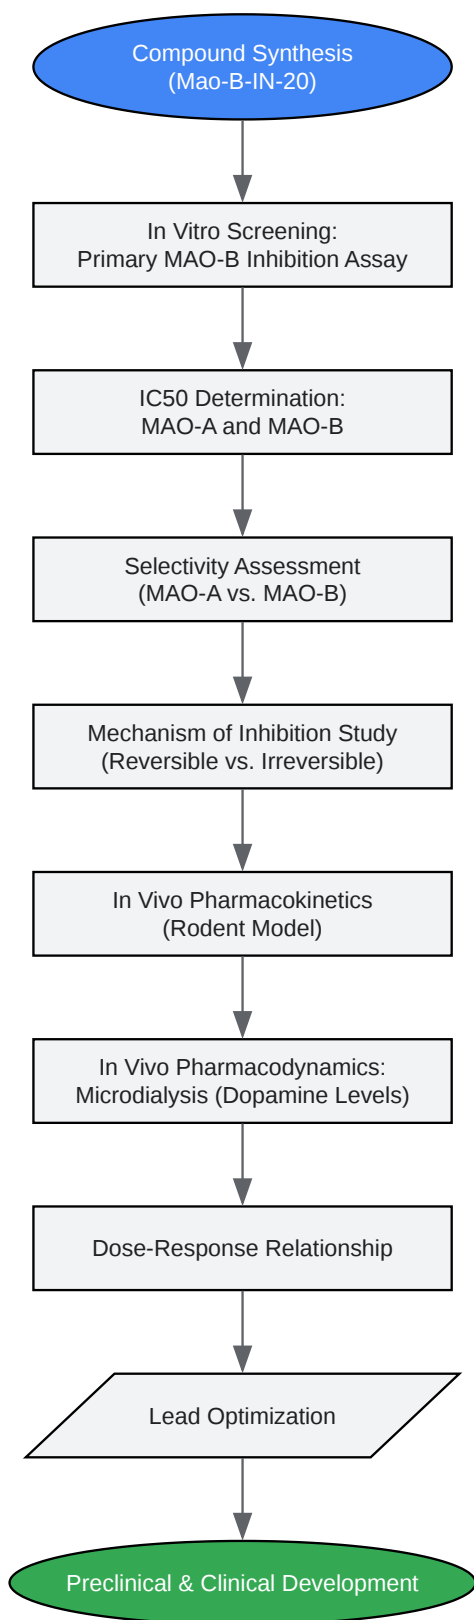 Compound Synthesis
(Mao-B-IN-20)
In Vitro Screening:
Primary MAO-B Inhibition Assay
IC50 Determination:
MAO-A and MAO-B
Selectivity Assessment
(MAO-A vs. MAO-B)
Mechanism of Inhibition Study
(Reversible vs. Irreversible)
In Vivo Pharmacokinetics
(Rodent Model)
In Vivo Pharmacodynamics:
Microdialysis (Dopamine Levels)
Dose-Response Relationship
Lead Optimization
Preclinical & Clinical Development